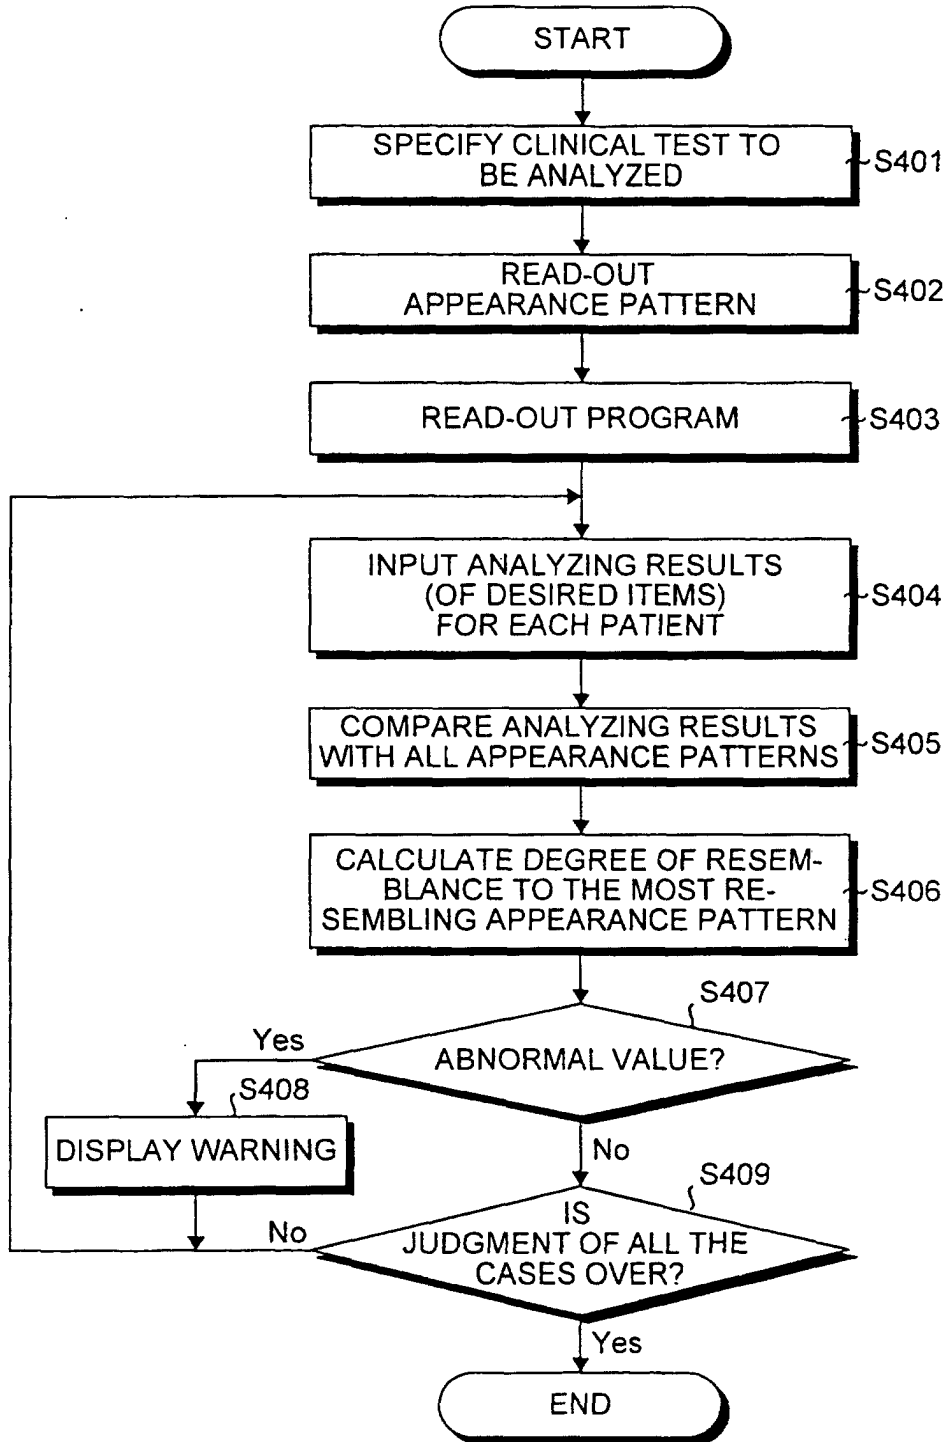 START
SPECIFY CLINICAL TEST TO
BE ANALYZED
S401
READ-OUT
APPEARANCE PATTERN
S402
READ-OUT PROGRAM
S403
INPUT ANALYZING RESULTS
(OF DESIRED ITEMS)
FOR EACH PATIENT
S404
COMPARE ANALYZING RESULTS
WITH ALL APPEARANCE PATTERNS
S405
CALCULATE DEGREE OF RESEM-
BLANCE TO THE MOST RE-
SEMBLING APPEARANCE PATTERN
S406
S407
ABNORMAL VALUE?
Yes
S408
DISPLAY WARNING
No
S409
IS
JUDGMENT OF ALL THE
CASES OVER?
No
Yes
END